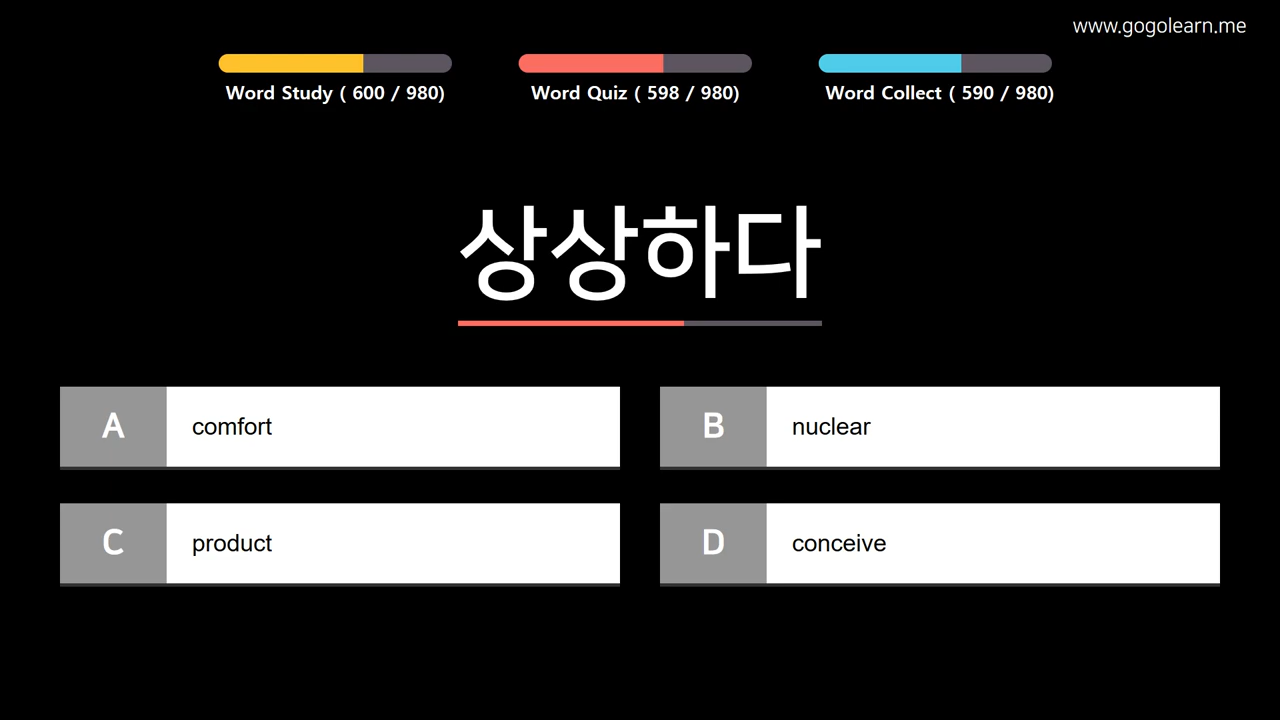 www.gogolearn.me
Word Study ( 600 / 980)
Word Quiz ( 598 / 980)
Word Collect ( 590 / 980)
상상하다
A comfort
B nuclear
C product
D conceive